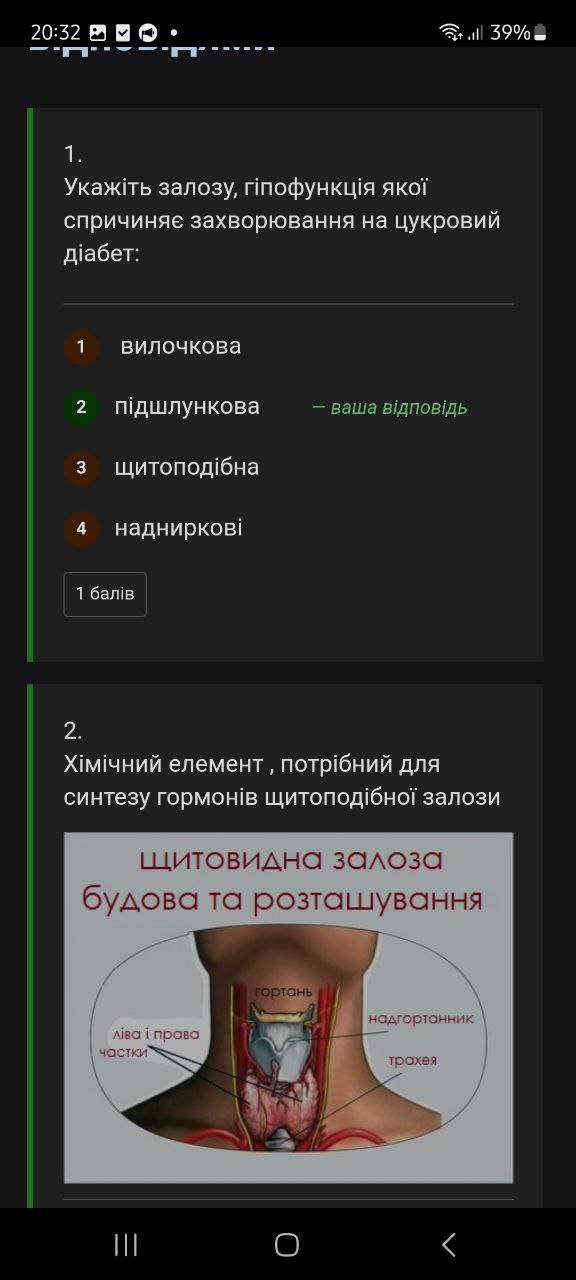 20:32
39%
1.
Укажіть залозу, гіпофункція якої
спричиняє захворювання на цукровий
діабет:
1 вилочкова
2 підшлункова — ваша відповідь
3 щитоподібна
4 надниркові
1 балів
2.
Хімічний елемент , потрібний для
синтезу гормонів щитоподібної залози
щитовидна залоза
будова та розташування
гортань
надгортанник
ліва і права
частки
трахея